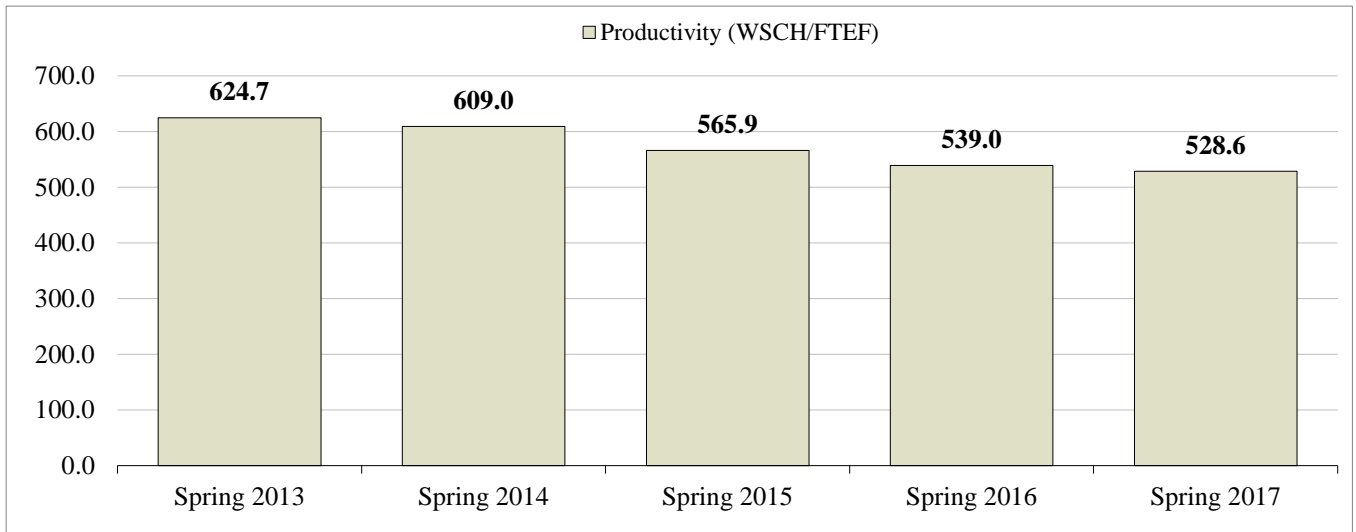 Productivity (WSCH/FTEF)
700.0
600.0
500.0
400.0
300.0
200.0
100.0
0.0
624.7
609.0
565.9
539.0
528.6
Spring 2013
Spring 2014
Spring 2015
Spring 2016
Spring 2017